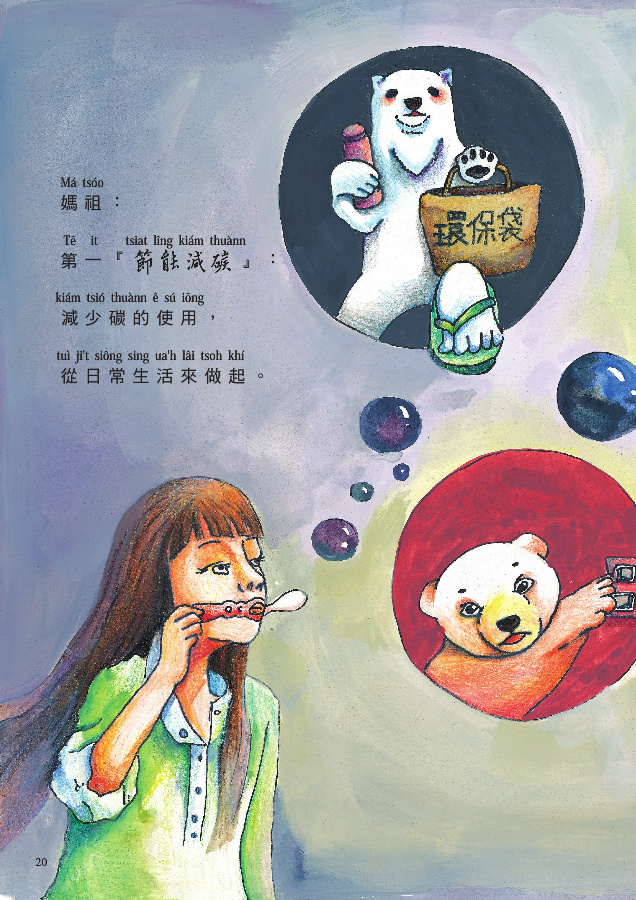 Má tsóo
媽祖：
Tē it tsiat lîng kiám thuànn
第一『節能減碳』：
kiám tsió thuànn ê sú iōng
減少碳的使用，
tuì ji't siông sing ua'h lâi tsoh khí
從日常生活來做起。
環保袋
20